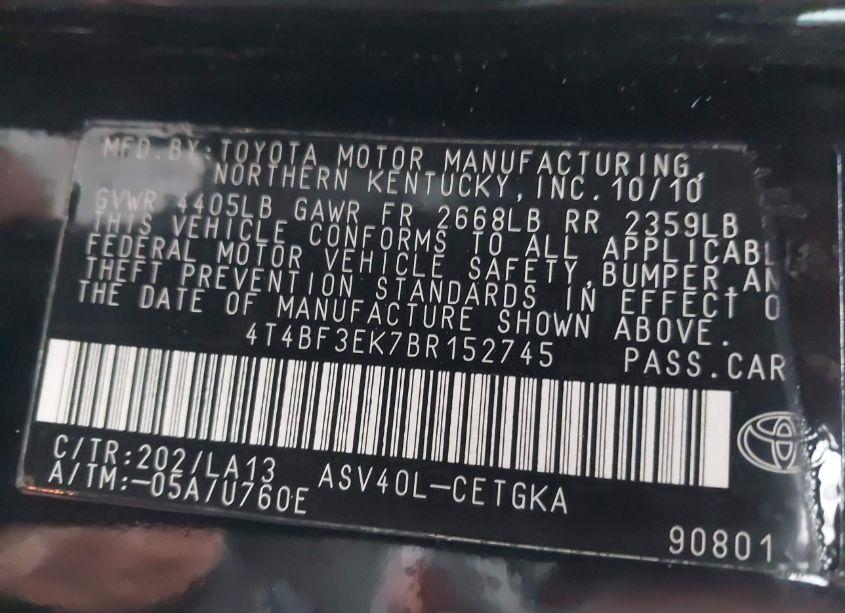 MFD.BY:TOYOTA MOTOR MANUFACTURING,
NORTHERN KENTUCKY,INC.10/10
GVWR 4405LB GAWR FR 2668LB RR 2359LB
THIS VEHICLE CONFORMS TO ALL APPLICABL
FEDERAL MOTOR VEHICLE SAFETY,BUMPER,AN
THEFT PREVENTION STANDARDS IN EFFECT O
THE DATE OF MANUFACTURE SHOWN ABOVE.
4T4BF3EK7BR152745 PASS.CAR
C/TR:202/LA13 ASV40L-CETGKA
A/TM:-05A/U760E
90801